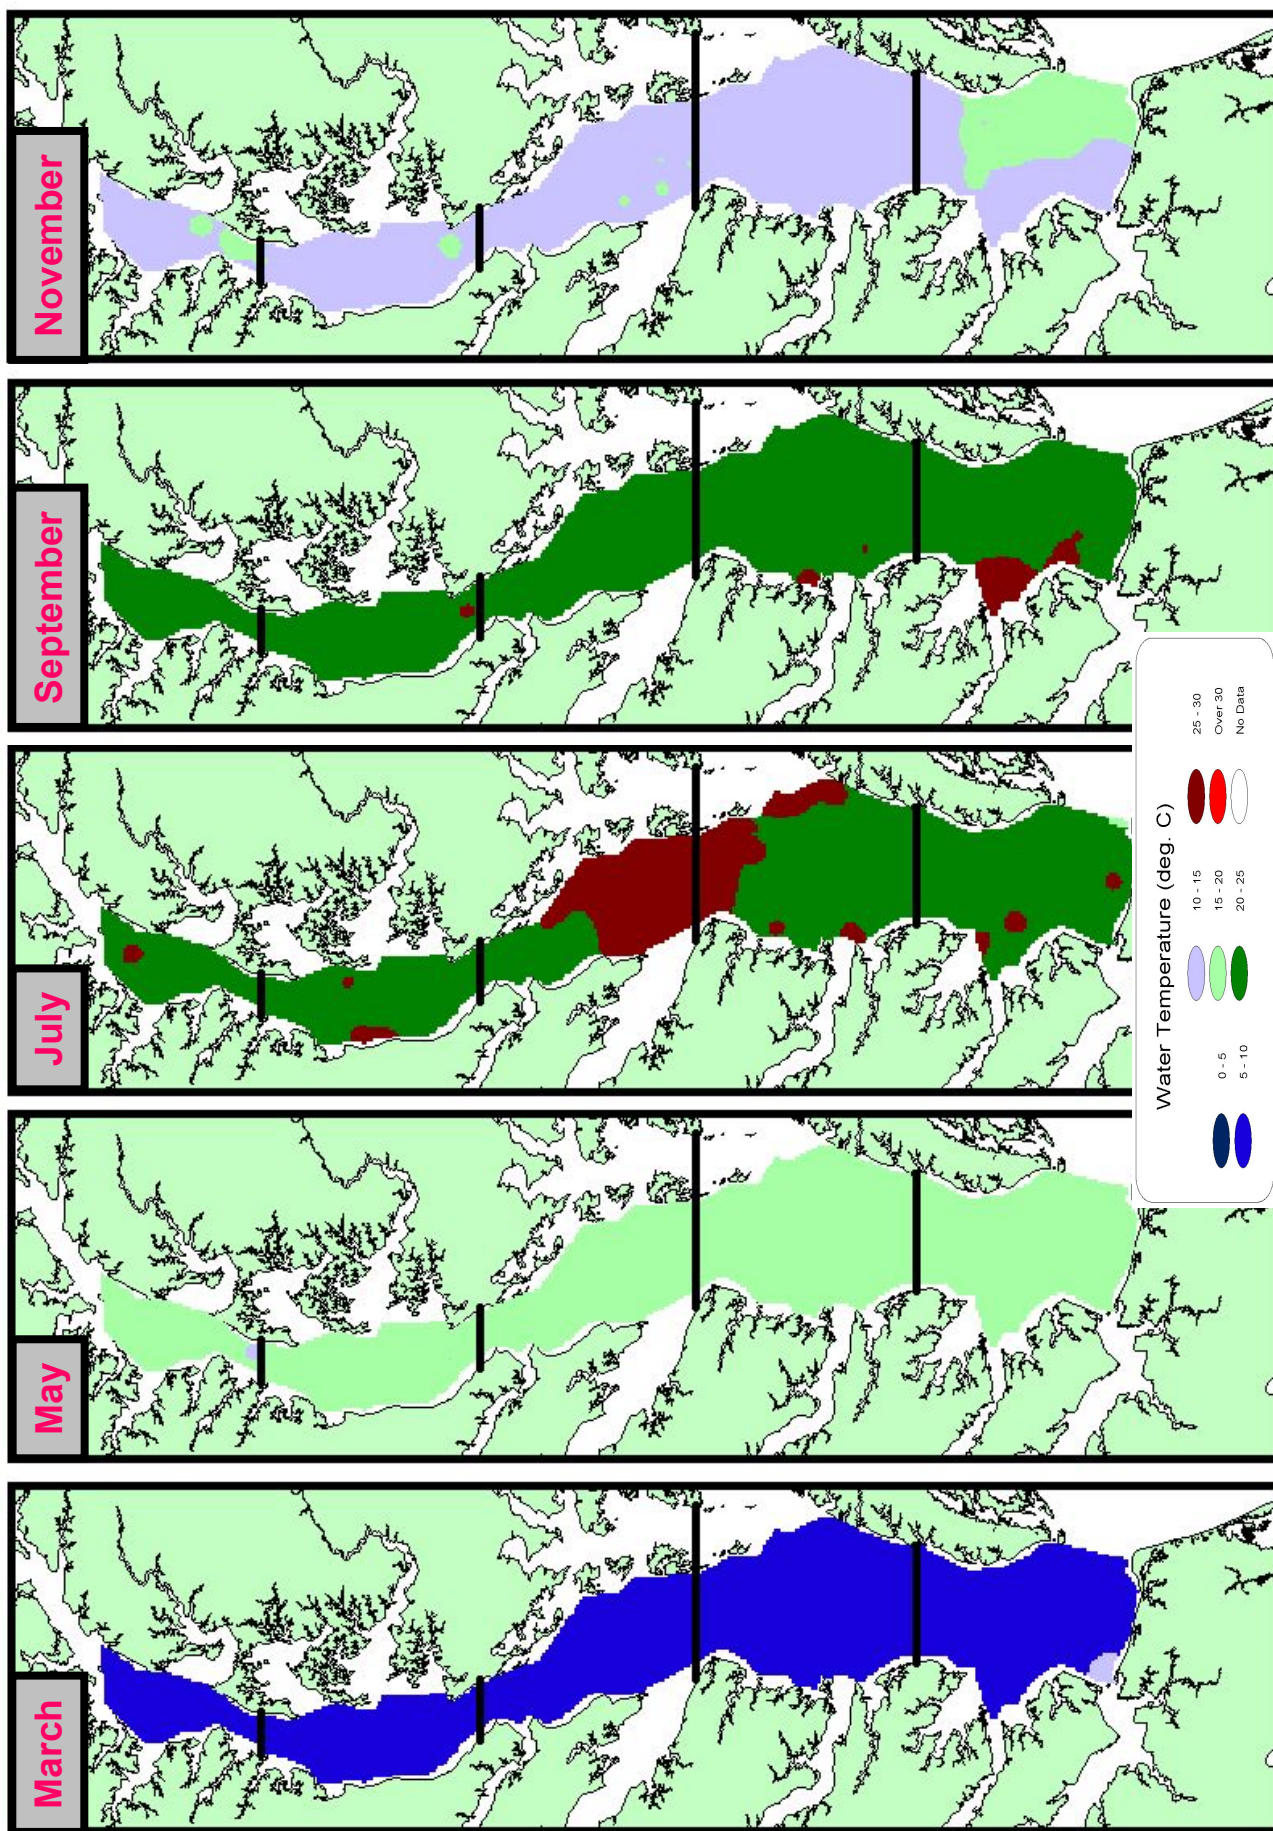 March
May
July
September
November
Water Temperature (deg. C)
0 - 5
5 - 10
10 - 15
15 - 20
20 - 25
25 - 30
Over 30
No Data